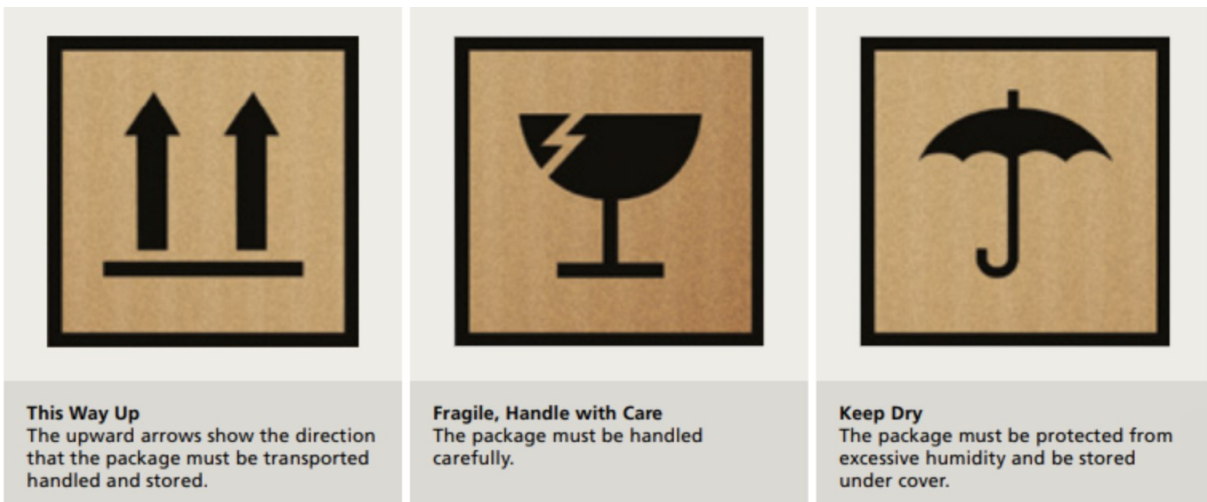 This Way Up
The upward arrows show the direction
that the package must be transported
handled and stored.
Fragile, Handle with Care
The package must be handled
carefully.
Keep Dry
The package must be protected from
excessive humidity and be stored
under cover.